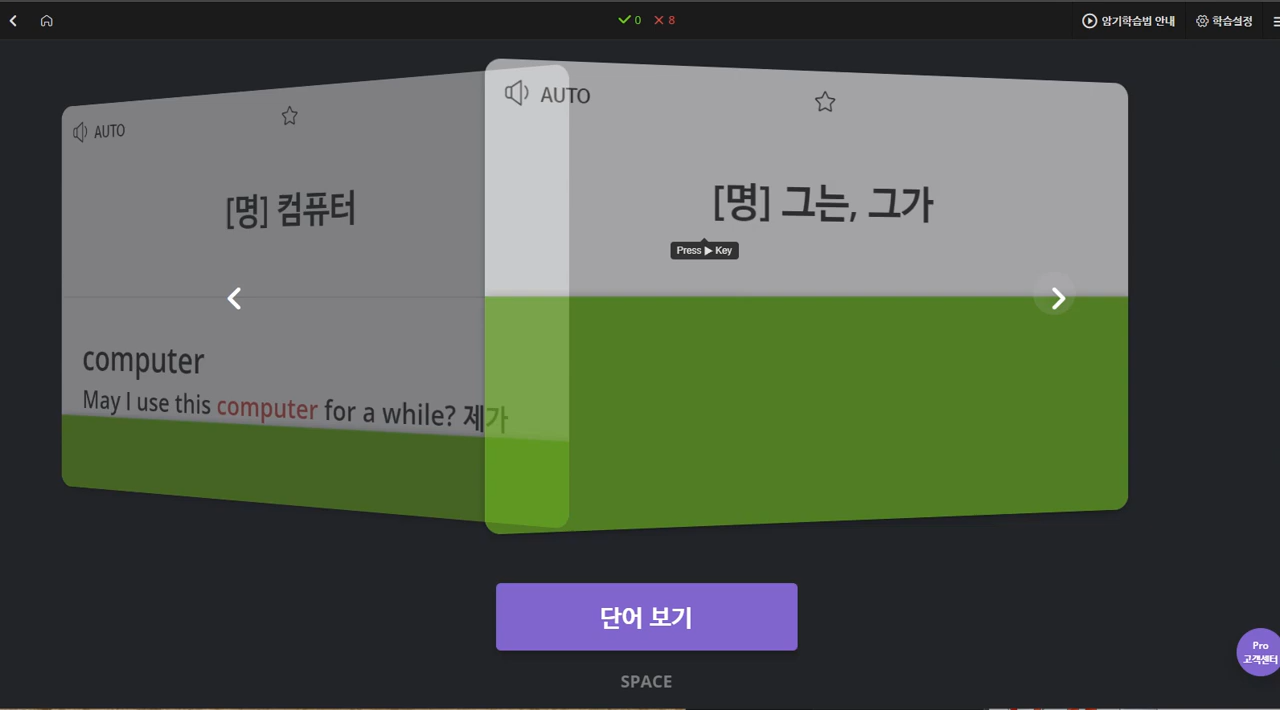 0 8
암기학습법 안내
학습설정
AUTO
[명] 컴퓨터
computer
May I use this computer for a while? 제가
AUTO
[명] 그는, 그가
Press ▶ Key
단어 보기
SPACE
Pro
고객센터